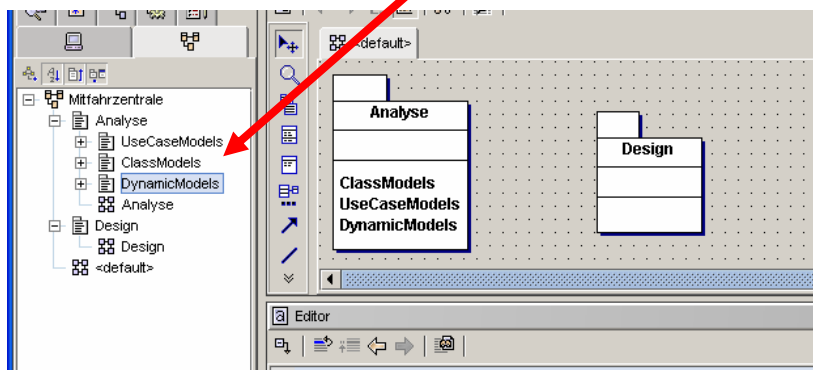 Mitfahrzentrale
Analyse
UseCaseModels
ClassModels
DynamicModels
Analyse
Design
Design
<default>
<default>
Analyse
ClassModels
UseCaseModels
DynamicModels
Design
Editor